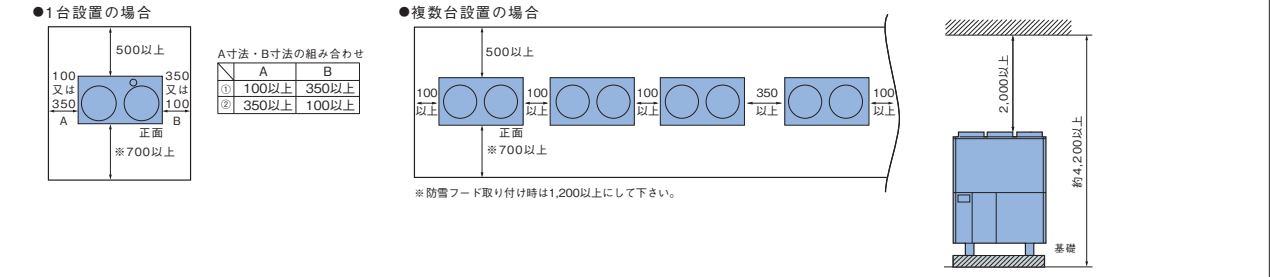 ●1台設置の場合
500以上
100
又は
350
A
350
又は
100
B
正面
※700以上
A寸法・B寸法の組み合わせ
A B
① 100以上 350以上
② 350以上 100以上
●複数台設置の場合
500以上
100
以上
100
以上
100
以上
350
以上
100
以上
正面
※700以上
※防雪フード取り付け時は1,200以上にして下さい。
2,000以上
約4,200以上
基礎